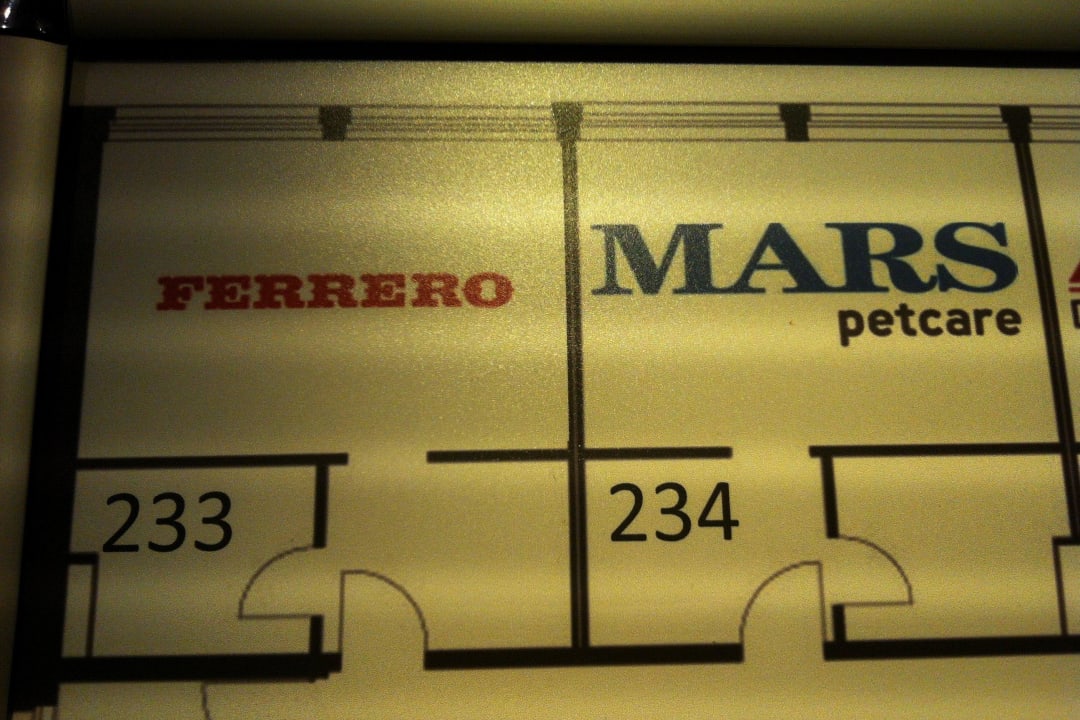 FERRERO
MARS
petcare
233
234